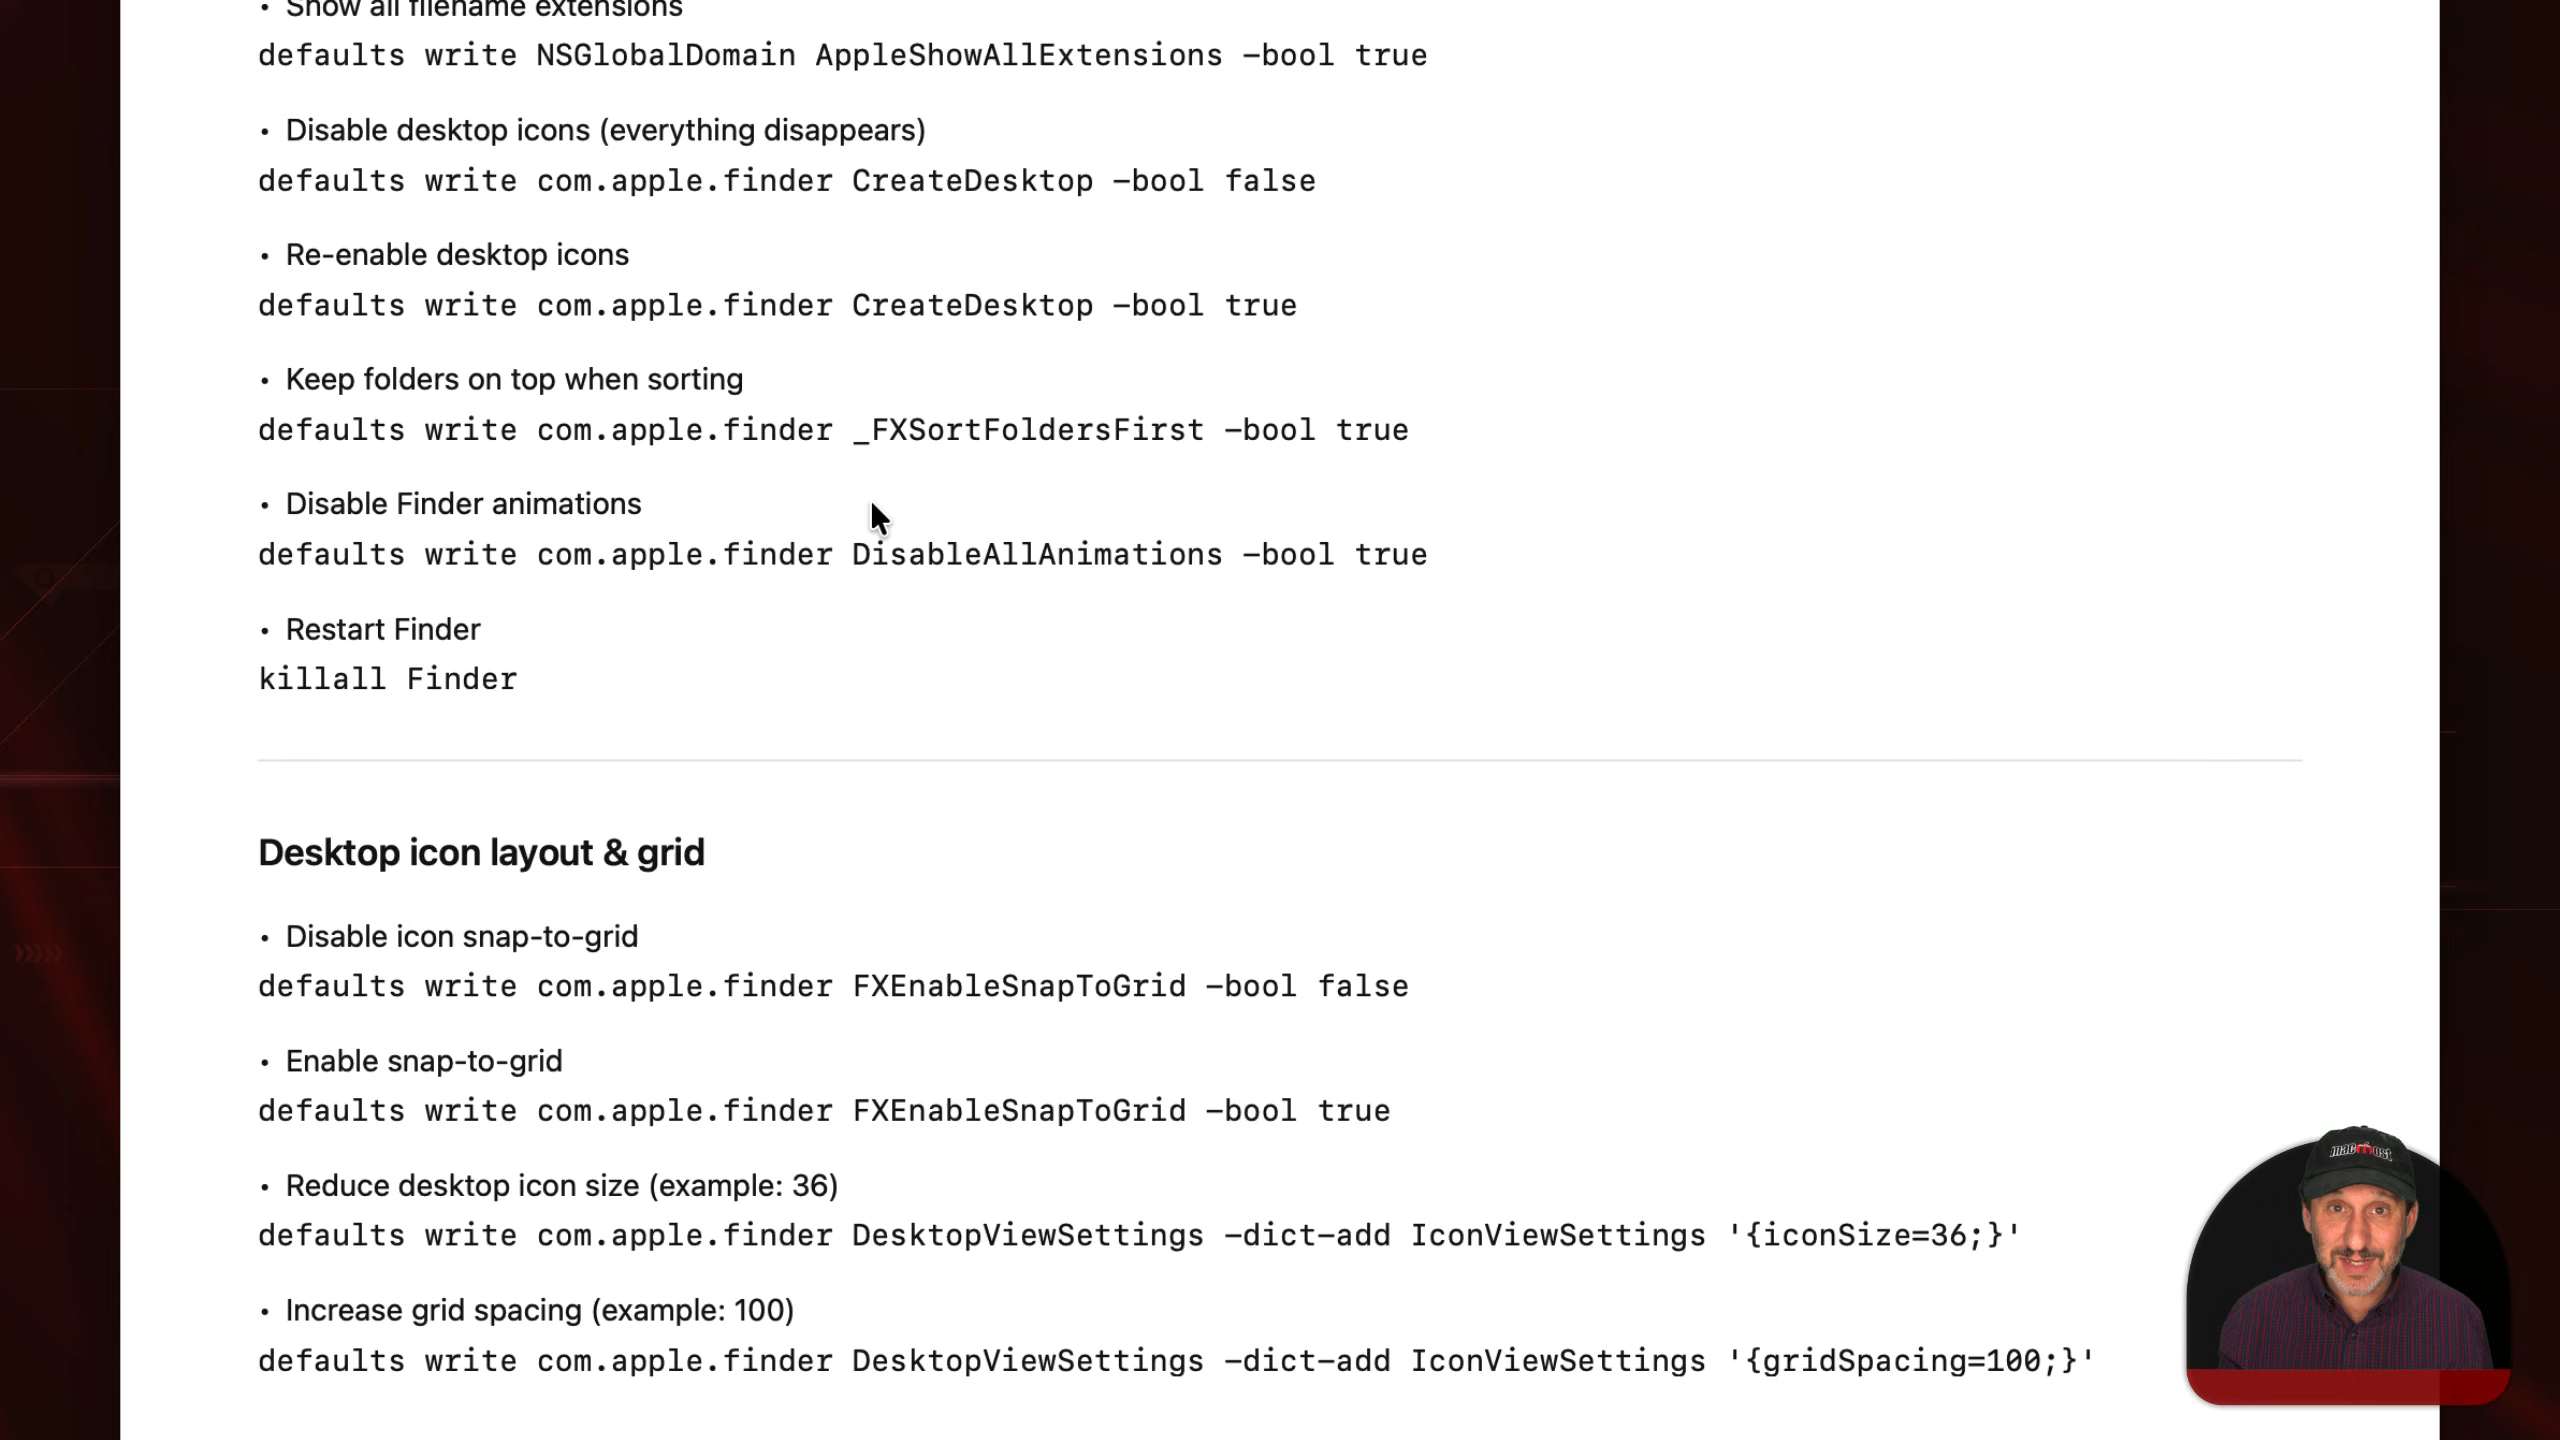 • Show all filename extensions
defaults write NSGlobalDomain AppleShowAllExtensions -bool true
• Disable desktop icons (everything disappears)
defaults write com.apple.finder CreateDesktop -bool false
• Re-enable desktop icons
defaults write com.apple.finder CreateDesktop -bool true
• Keep folders on top when sorting
defaults write com.apple.finder _FXSortFoldersFirst -bool true
• Disable Finder animations
defaults write com.apple.finder DisableAllAnimations -bool true
• Restart Finder
killall Finder
Desktop icon layout & grid
• Disable icon snap-to-grid
defaults write com.apple.finder FXEnableSnapToGrid -bool false
• Enable snap-to-grid
defaults write com.apple.finder FXEnableSnapToGrid -bool true
• Reduce desktop icon size (example: 36)
defaults write com.apple.finder DesktopViewSettings -dict-add IconViewSettings '{iconSize=36;}'
• Increase grid spacing (example: 100)
defaults write com.apple.finder DesktopViewSettings -dict-add IconViewSettings '{gridSpacing=100;}'
macmost